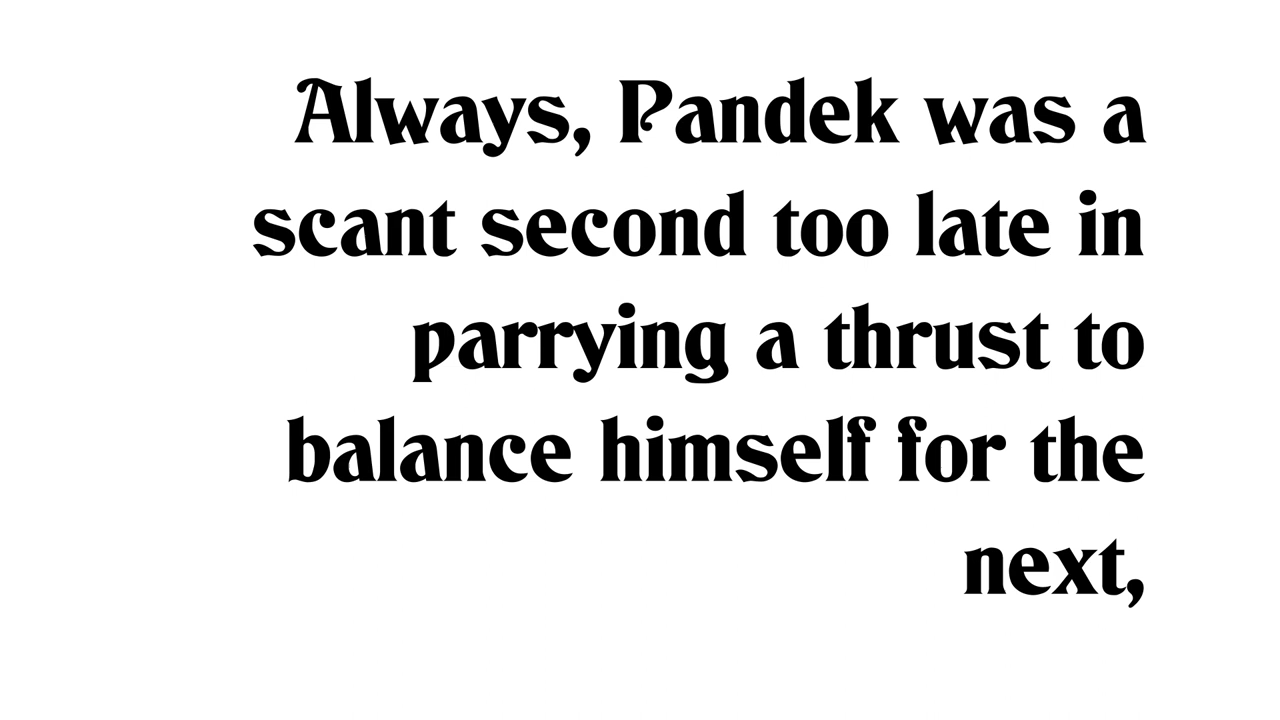 Always, Pandek was a
scant second too late in
parrying a thrust to
balance himself for the
next,